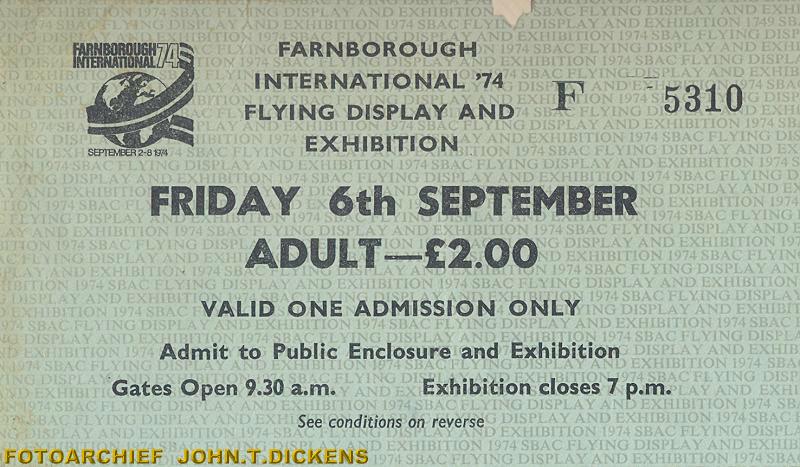 FARNBOROUGH
INTERNATIONAL 74
SEPTEMBER 2-8 1974
FARNBOROUGH
INTERNATIONAL '74
FLYING DISPLAY AND
EXHIBITION
F 5310
FRIDAY 6th SEPTEMBER
ADULT—£2.00
VALID ONE ADMISSION ONLY
Admit to Public Enclosure and Exhibition
Gates Open 9.30 a.m. Exhibition closes 7 p.m.
See conditions on reverse
FOTOARCHIEF JOHN.T.DICKENS